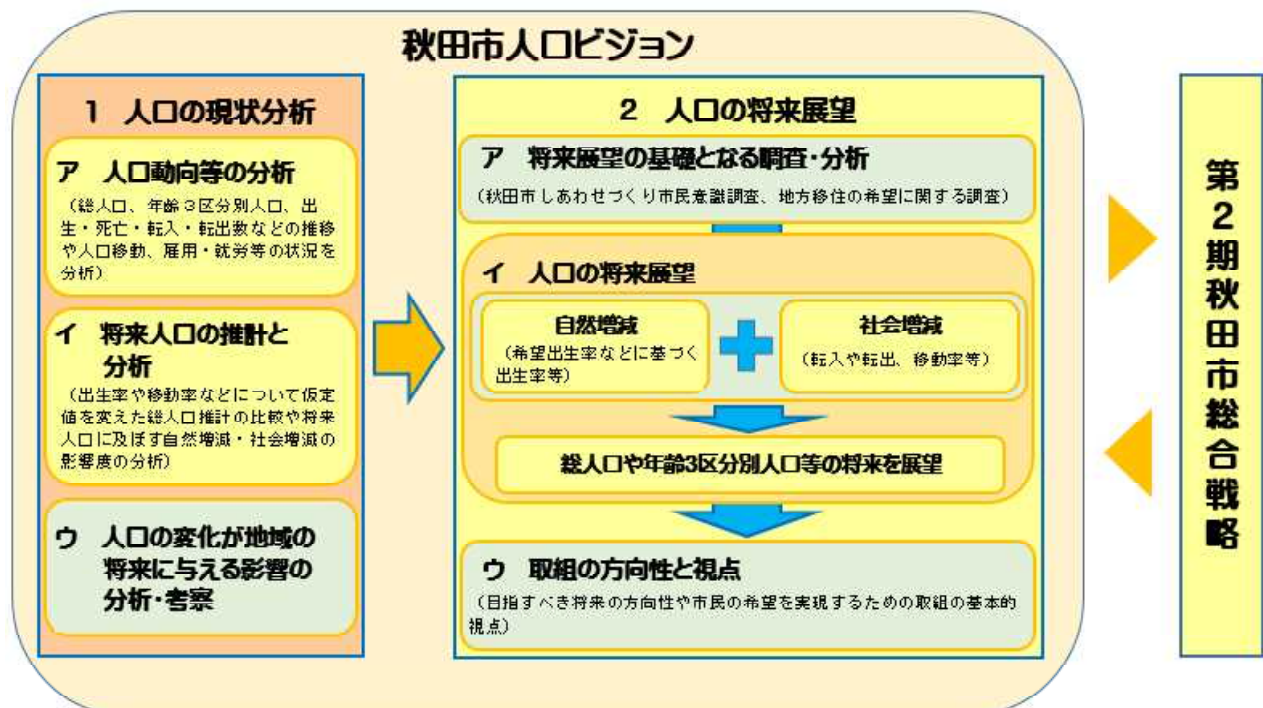 秋田市人口ビジョン
1 人口の現状分析
ア 人口動向等の分析
（総人口、年齢３区分別人口、出
生・死亡・転入・転出数などの推移
や人口移動、雇用・就労等の状況を
分析）
イ 将来人口の推計と
分析
（出生率や移動率などについて仮定
値を変えた総人口推計の比較や将来
人口に及ぼす自然増減・社会増減の
影響度の分析）
ウ 人口の変化が地域の
将来に与える影響の
分析・考察
2 人口の将来展望
ア 将来展望の基礎となる調査・分析
（秋田市しあわせづくり市民意識調査、地方移住の希望に関する調査）
イ 人口の将来展望
自然増減
（希望出生率などに基づく
出生率等）
社会増減
（転入や転出、移動率等）
総人口や年齢3区分別人口等の将来を展望
ウ 取組の方向性と視点
（目指すべき将来の方向性や市民の希望を実現するための取組の基本的
視点）
第2期秋田市総合戦略